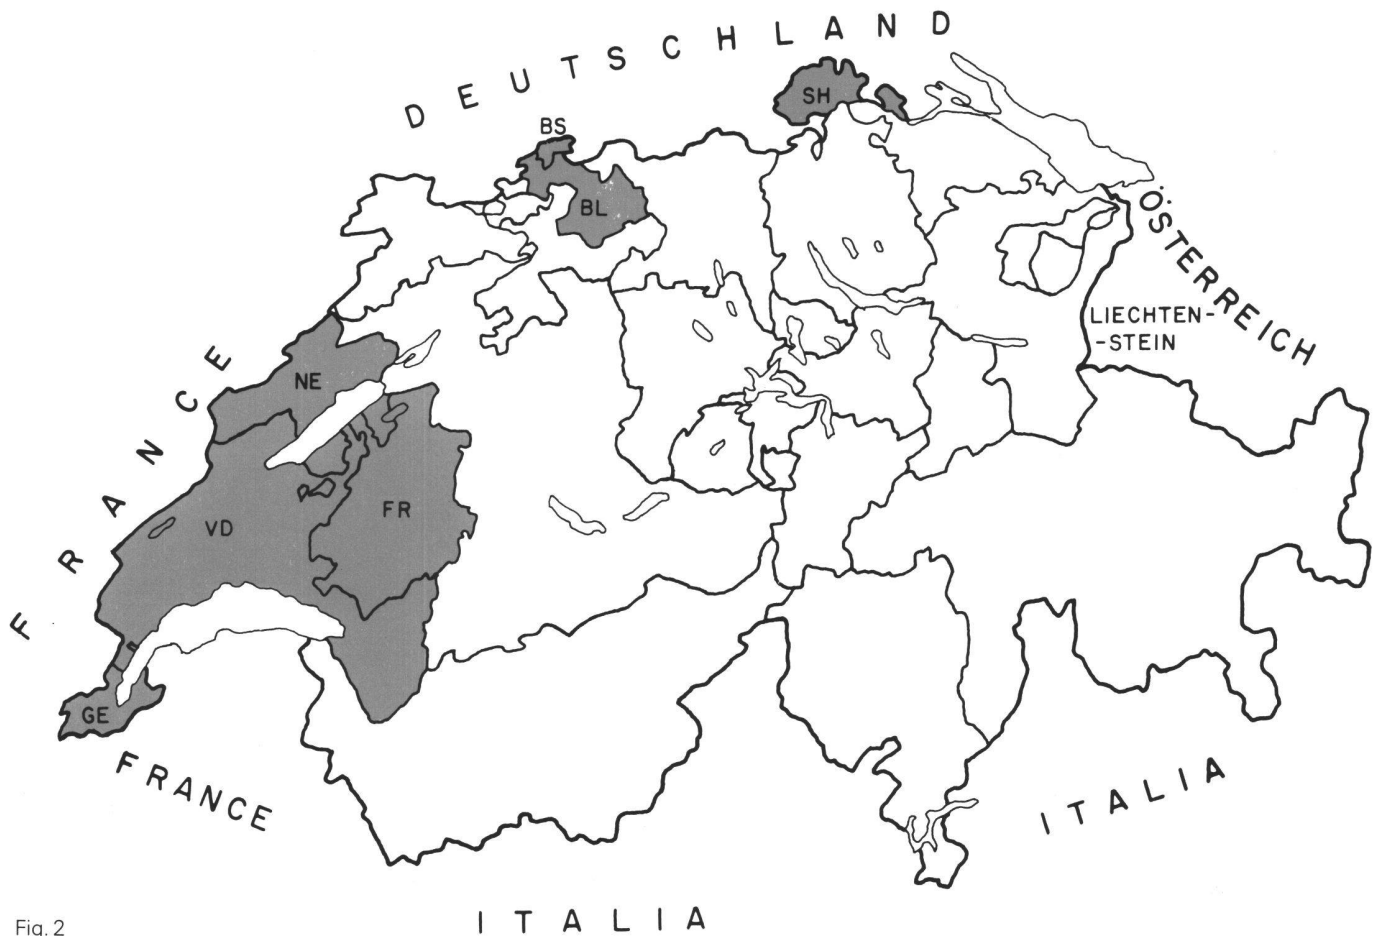 DEUTSCHLAND
SH
BS
BL
ÖSTERREICH
LIECHTEN-
-STEIN
FRANCE
NE
FR
VD
GE
FRANCE
ITALIA
ITALIA
Fig. 2